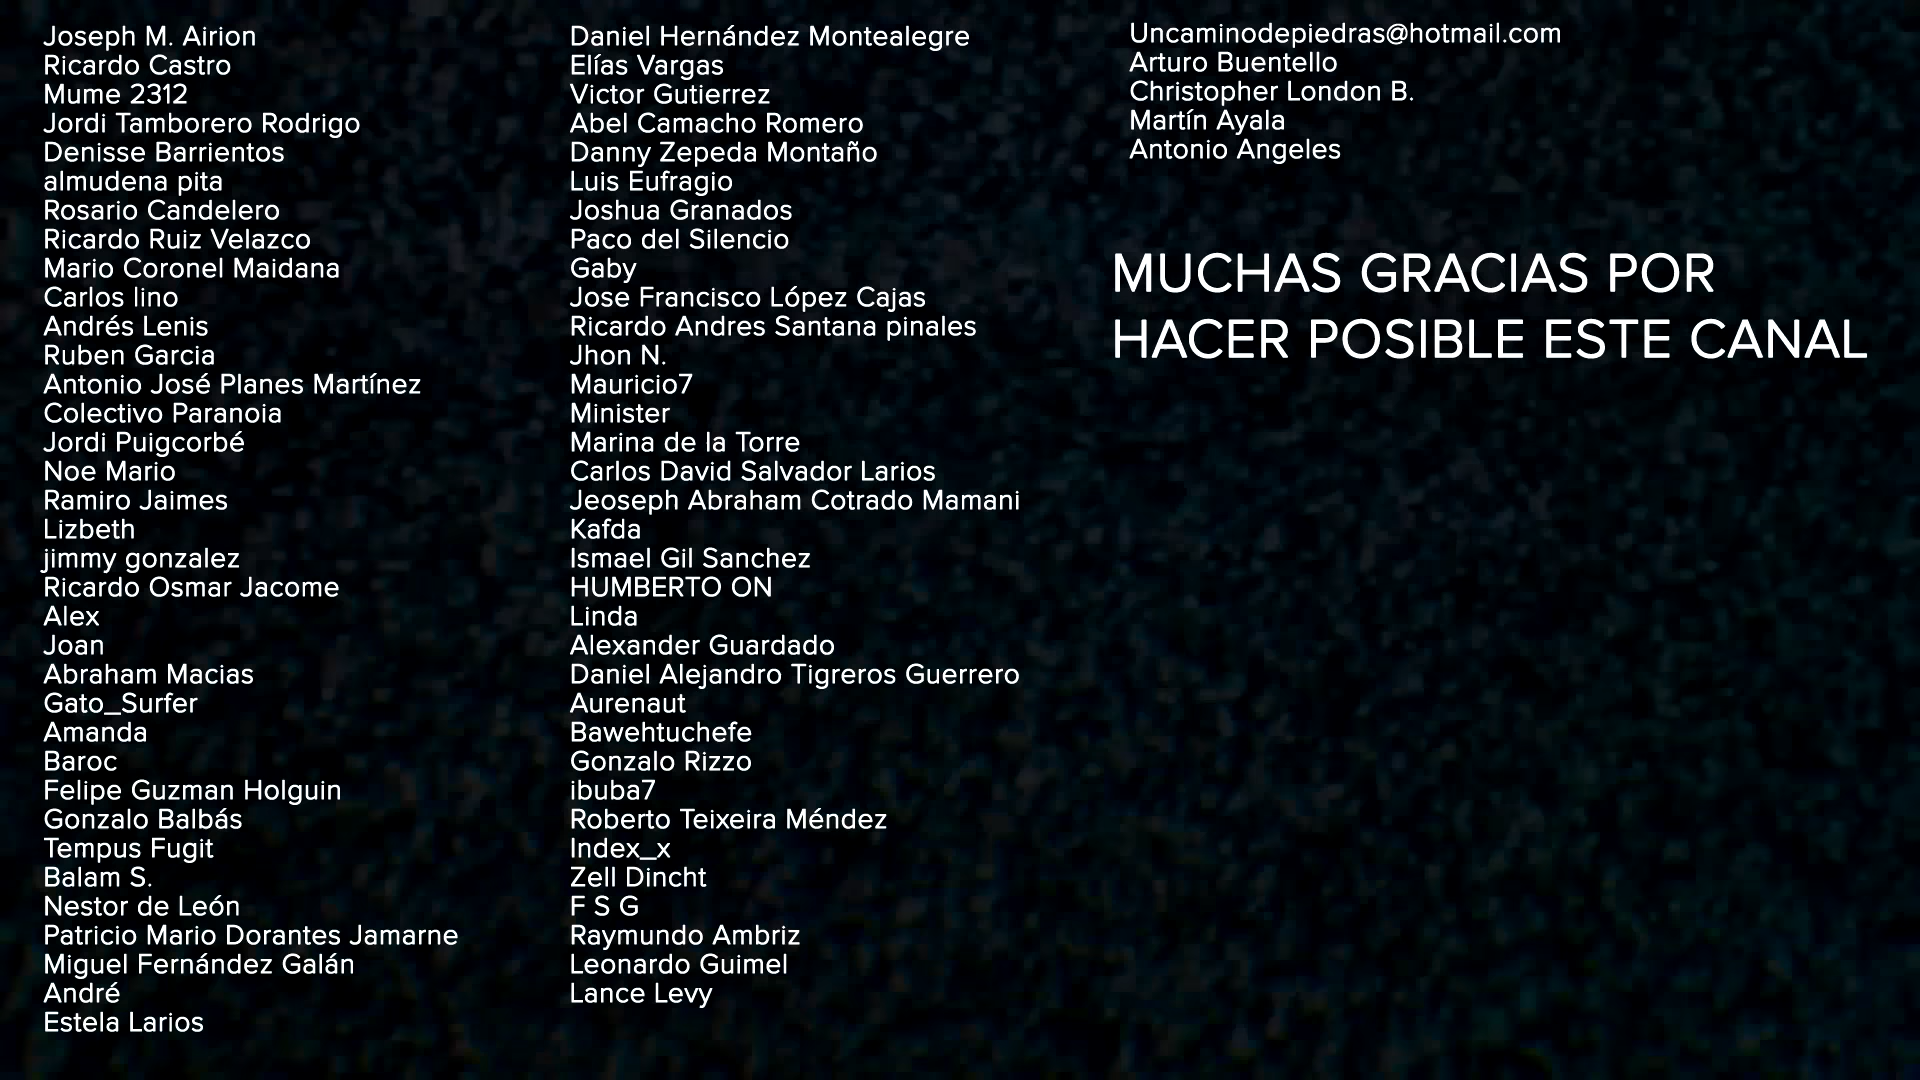 Joseph M. Airion
Ricardo Castro
Mume 2312
Jordi Tamborero Rodrigo
Denisse Barrientos
almudena pita
Rosario Candelero
Ricardo Ruiz Velazco
Mario Coronel Maidana
Carlos lino
Andrés Lenis
Ruben Garcia
Antonio José Planes Martínez
Colectivo Paranoia
Jordi Puigcorbé
Noe Mario
Ramiro Jaimes
Lizbeth
jimmy gonzalez
Ricardo Osmar Jacome
Alex
Joan
Abraham Macias
Gato_Surfer
Amanda
Baroc
Felipe Guzman Holguin
Gonzalo Balbás
Tempus Fugit
Balam S.
Nestor de León
Patricio Mario Dorantes Jamarne
Miguel Fernández Galán
André
Estela Larios
Daniel Hernández Montealegre
Elías Vargas
Victor Gutierrez
Abel Camacho Romero
Danny Zepeda Montaño
Luis Eufragio
Joshua Granados
Paco del Silencio
Gaby
Jose Francisco López Cajas
Ricardo Andres Santana pinales
Jhon N.
Mauricio7
Minister
Marina de la Torre
Carlos David Salvador Larios
Jeoseph Abraham Cotrado Mamani
Kafda
Ismael Gil Sanchez
HUMBERTO ON
Linda
Alexander Guardado
Daniel Alejandro Tigreros Guerrero
Aurenaut
Bawehtuchefe
Gonzalo Rizzo
ibuba7
Roberto Teixeira Méndez
Index_x
Zell Dincht
F S G
Raymundo Ambriz
Leonardo Guimel
Lance Levy
Uncaminodepiedras@hotmail.com
Arturo Buentello
Christopher London B.
Martín Ayala
Antonio Angeles
MUCHAS GRACIAS POR
HACER POSIBLE ESTE CANAL